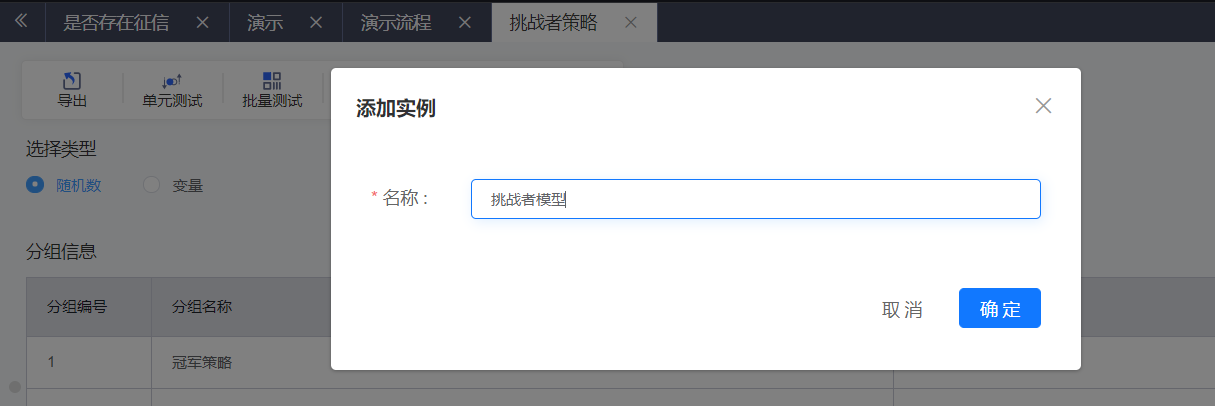 是否存在征信
演示
演示流程
挑战者策略
导出
单元测试
批量测试
选择类型
随机数
变量
分组信息
分组编号
分组名称
1
冠军策略
添加实例
* 名称：
挑战者模型
取消
确定